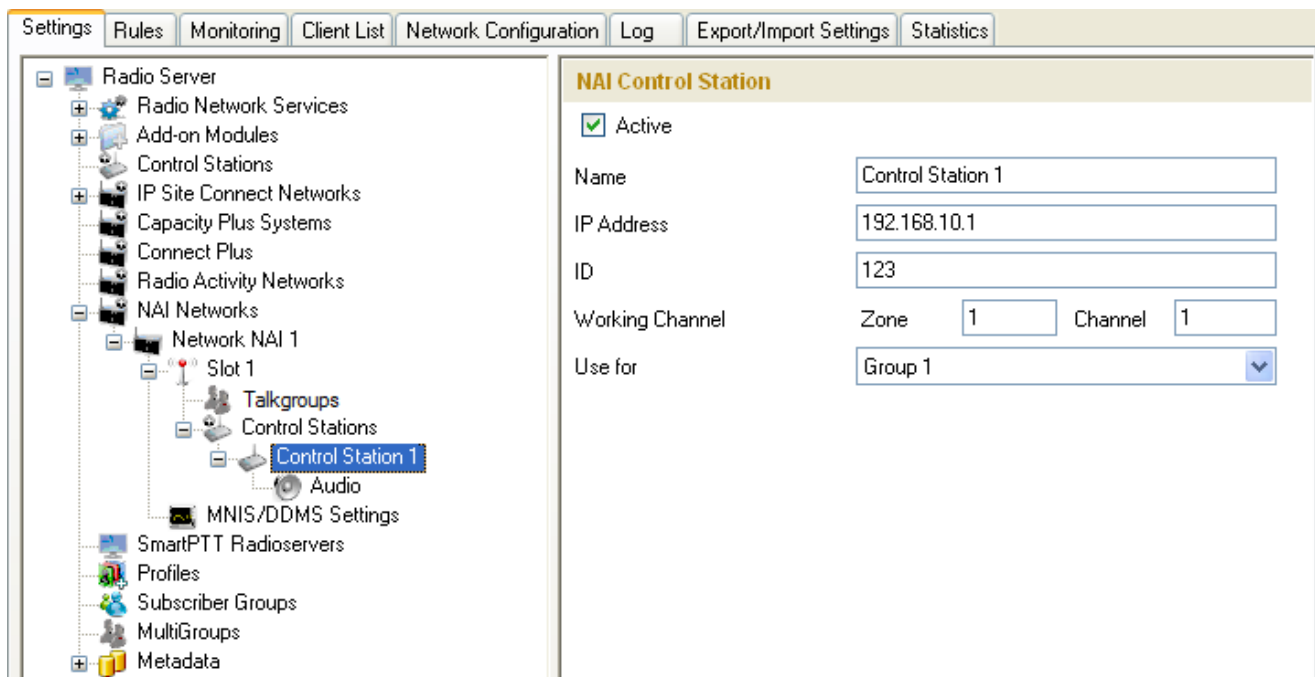 Settings Rules Monitoring Client List Network Configuration Log Export/Import Settings Statistics
Radio Server
Radio Network Services
Add-on Modules
Control Stations
IP Site Connect Networks
Capacity Plus Systems
Connect Plus
Radio Activity Networks
NAI Networks
Network NAI 1
Slot 1
Talkgroups
Control Stations
Control Station 1
Audio
MNIS/DDMS Settings
SmartPTT Radioservers
Profiles
Subscriber Groups
MultiGroups
Metadata
NAI Control Station
Active
Name Control Station 1
IP Address 192.168.10.1
ID 123
Working Channel Zone 1 Channel 1
Use for Group 1